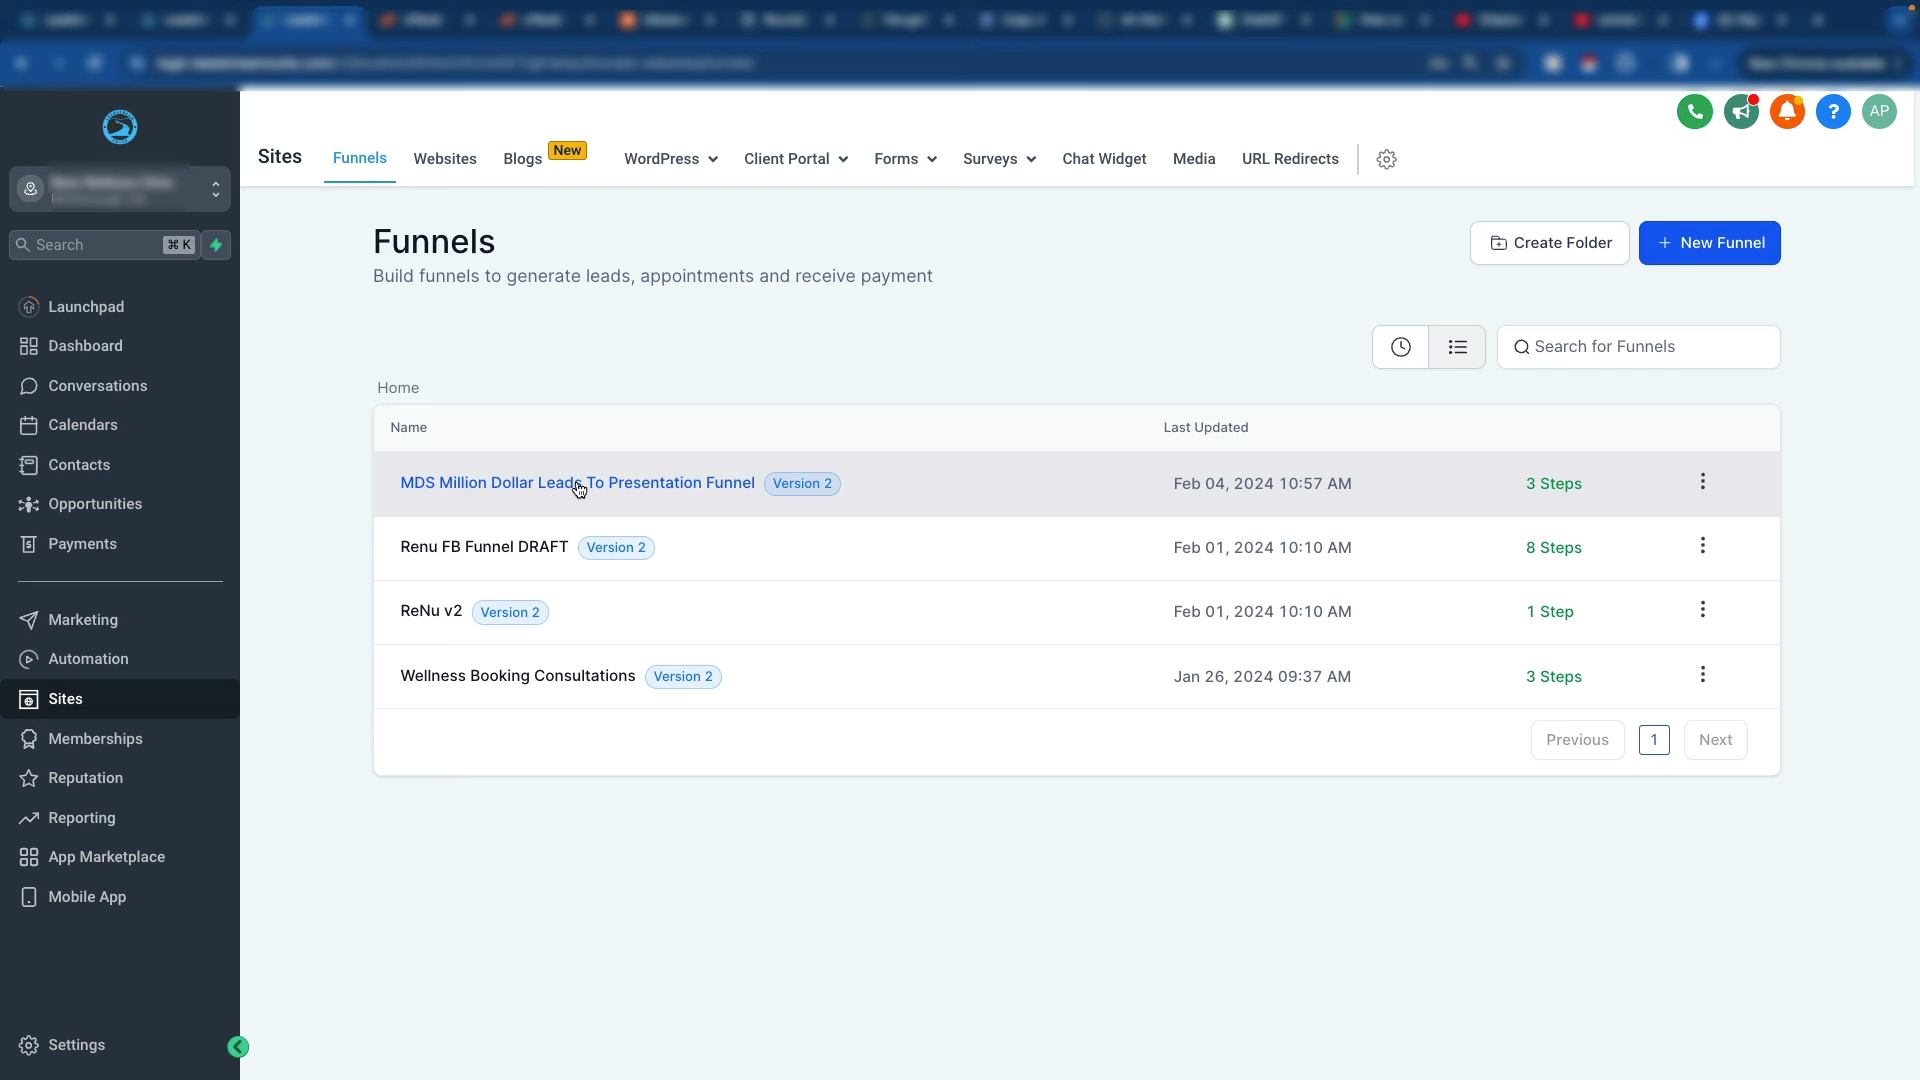 AP
Sites
Funnels
Websites
Blogs
New
WordPress
Client Portal
Forms
Surveys
Chat Widget
Media
URL Redirects
Search
⌘ K
Launchpad
Dashboard
Conversations
Calendars
Contacts
Opportunities
Payments
Marketing
Automation
Sites
Memberships
Reputation
Reporting
App Marketplace
Mobile App
Settings
Funnels
Build funnels to generate leads, appointments and receive payment
Create Folder
+ New Funnel
Search for Funnels
Home
Name Last Updated
MDS Million Dollar Leads To Presentation Funnel Version 2 Feb 04, 2024 10:57 AM 3 Steps
Renu FB Funnel DRAFT Version 2 Feb 01, 2024 10:10 AM 8 Steps
ReNu v2 Version 2 Feb 01, 2024 10:10 AM 1 Step
Wellness Booking Consultations Version 2 Jan 26, 2024 09:37 AM 3 Steps
Previous 1 Next